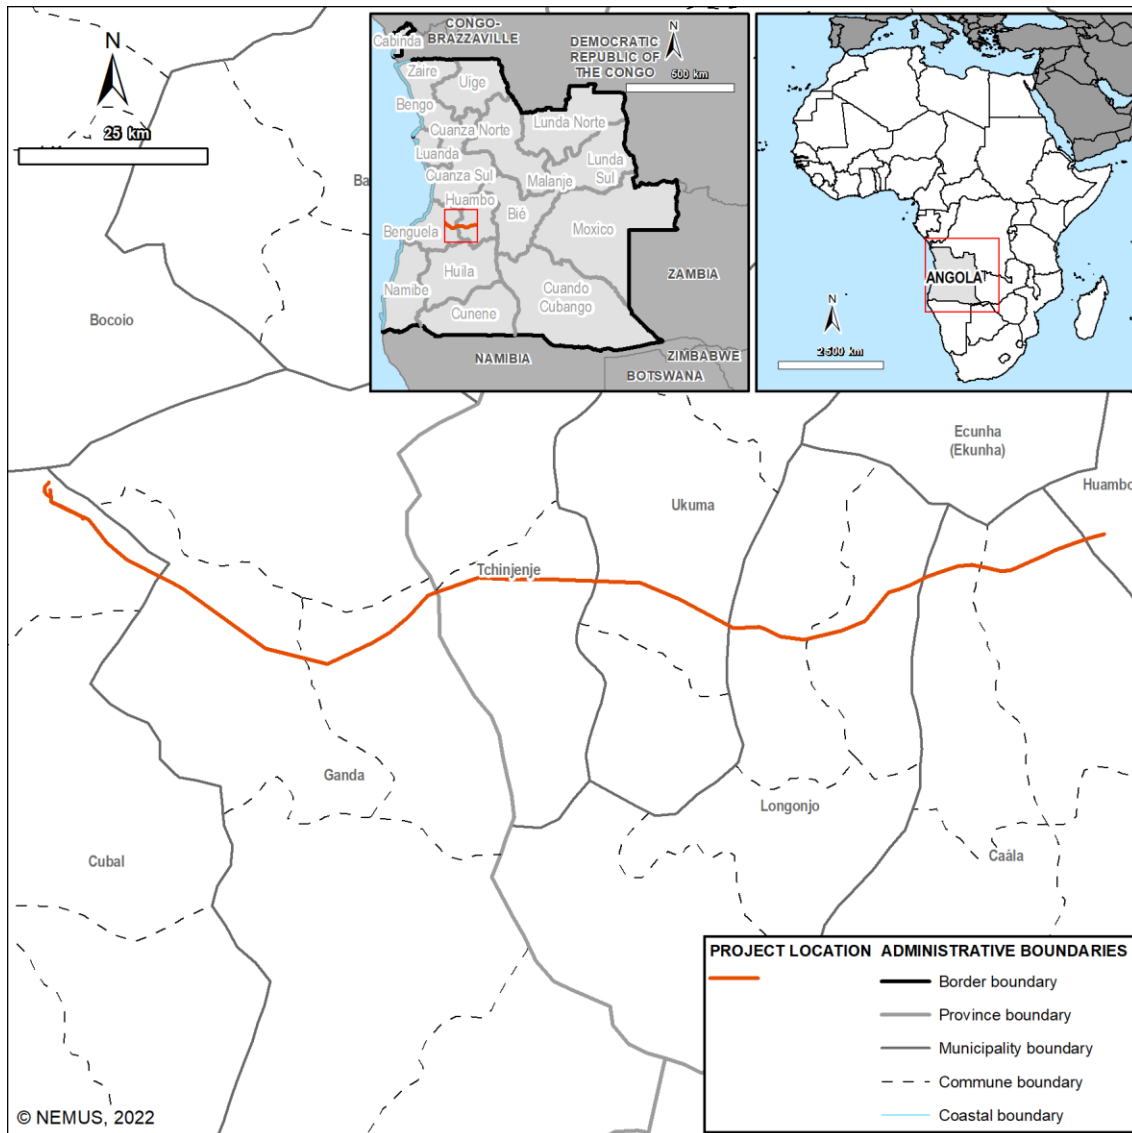 N
25 km
Ba
Bocoio
CONGO-
BRAZZAVILLE
Cabinda
DEMOCRATIC
REPUBLIC OF
THE CONGO
N
500 km
Zaire
Uige
Bengo
Cuanza Norte
Lunda Norte
Luanda
Cuanza Sul
Malanje
Lunda
Sul
Huambo
Bié
Benguela
Moxico
Huila
Namibe
Cuando
Cubango
Cunene
ZAMBIA
NAMIBIA
ZIMBABWE
BOTSWANA
ANGOLA
N
2 500 km
Ecunha
(Ekunha)
Ukuma
Huambo
Tchinjenje
Ganda
Longonjo
Cubal
Caála
PROJECT LOCATION
ADMINISTRATIVE BOUNDARIES
Border boundary
Province boundary
Municipality boundary
Commune boundary
Coastal boundary
© NEMUS, 2022